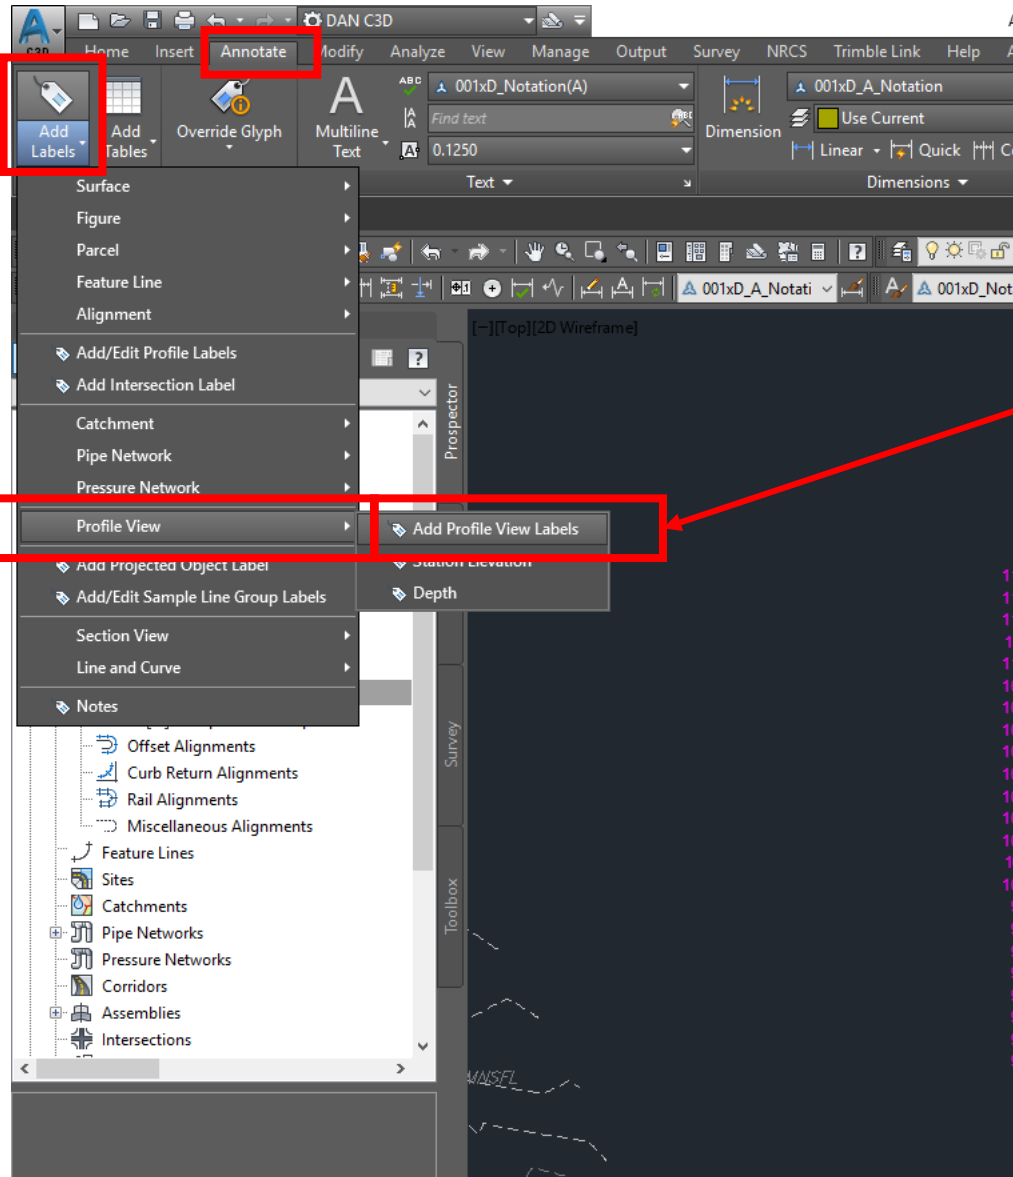 DAN C3D
A
C3D Home Insert Annotate Modify Analyze View Manage Output Survey NRCS Trimble Link Help A
Add Labels
Add Tables
Override Glyph
Multiline Text
ABC
001xD_Notation(A)
Find text
0.1250
Text
Dimension
001xD_A_Notation
Use Current
Linear
Quick
Dimensions
Surface
Figure
Parcel
Feature Line
Alignment
Add/Edit Profile Labels
Add Intersection Label
Catchment
Pipe Network
Pressure Network
Profile View
Add Projected Object Label
Add/Edit Sample Line Group Labels
Section View
Line and Curve
Notes
Add Profile View Labels
Station Elevation
Depth
001xD_A_Notati
001xD_Not
[−][Top][2D Wireframe]
Prospector
Survey
Toolbox
Offset Alignments
Curb Return Alignments
Rail Alignments
Miscellaneous Alignments
Feature Lines
Sites
Catchments
Pipe Networks
Pressure Networks
Corridors
Assemblies
Intersections